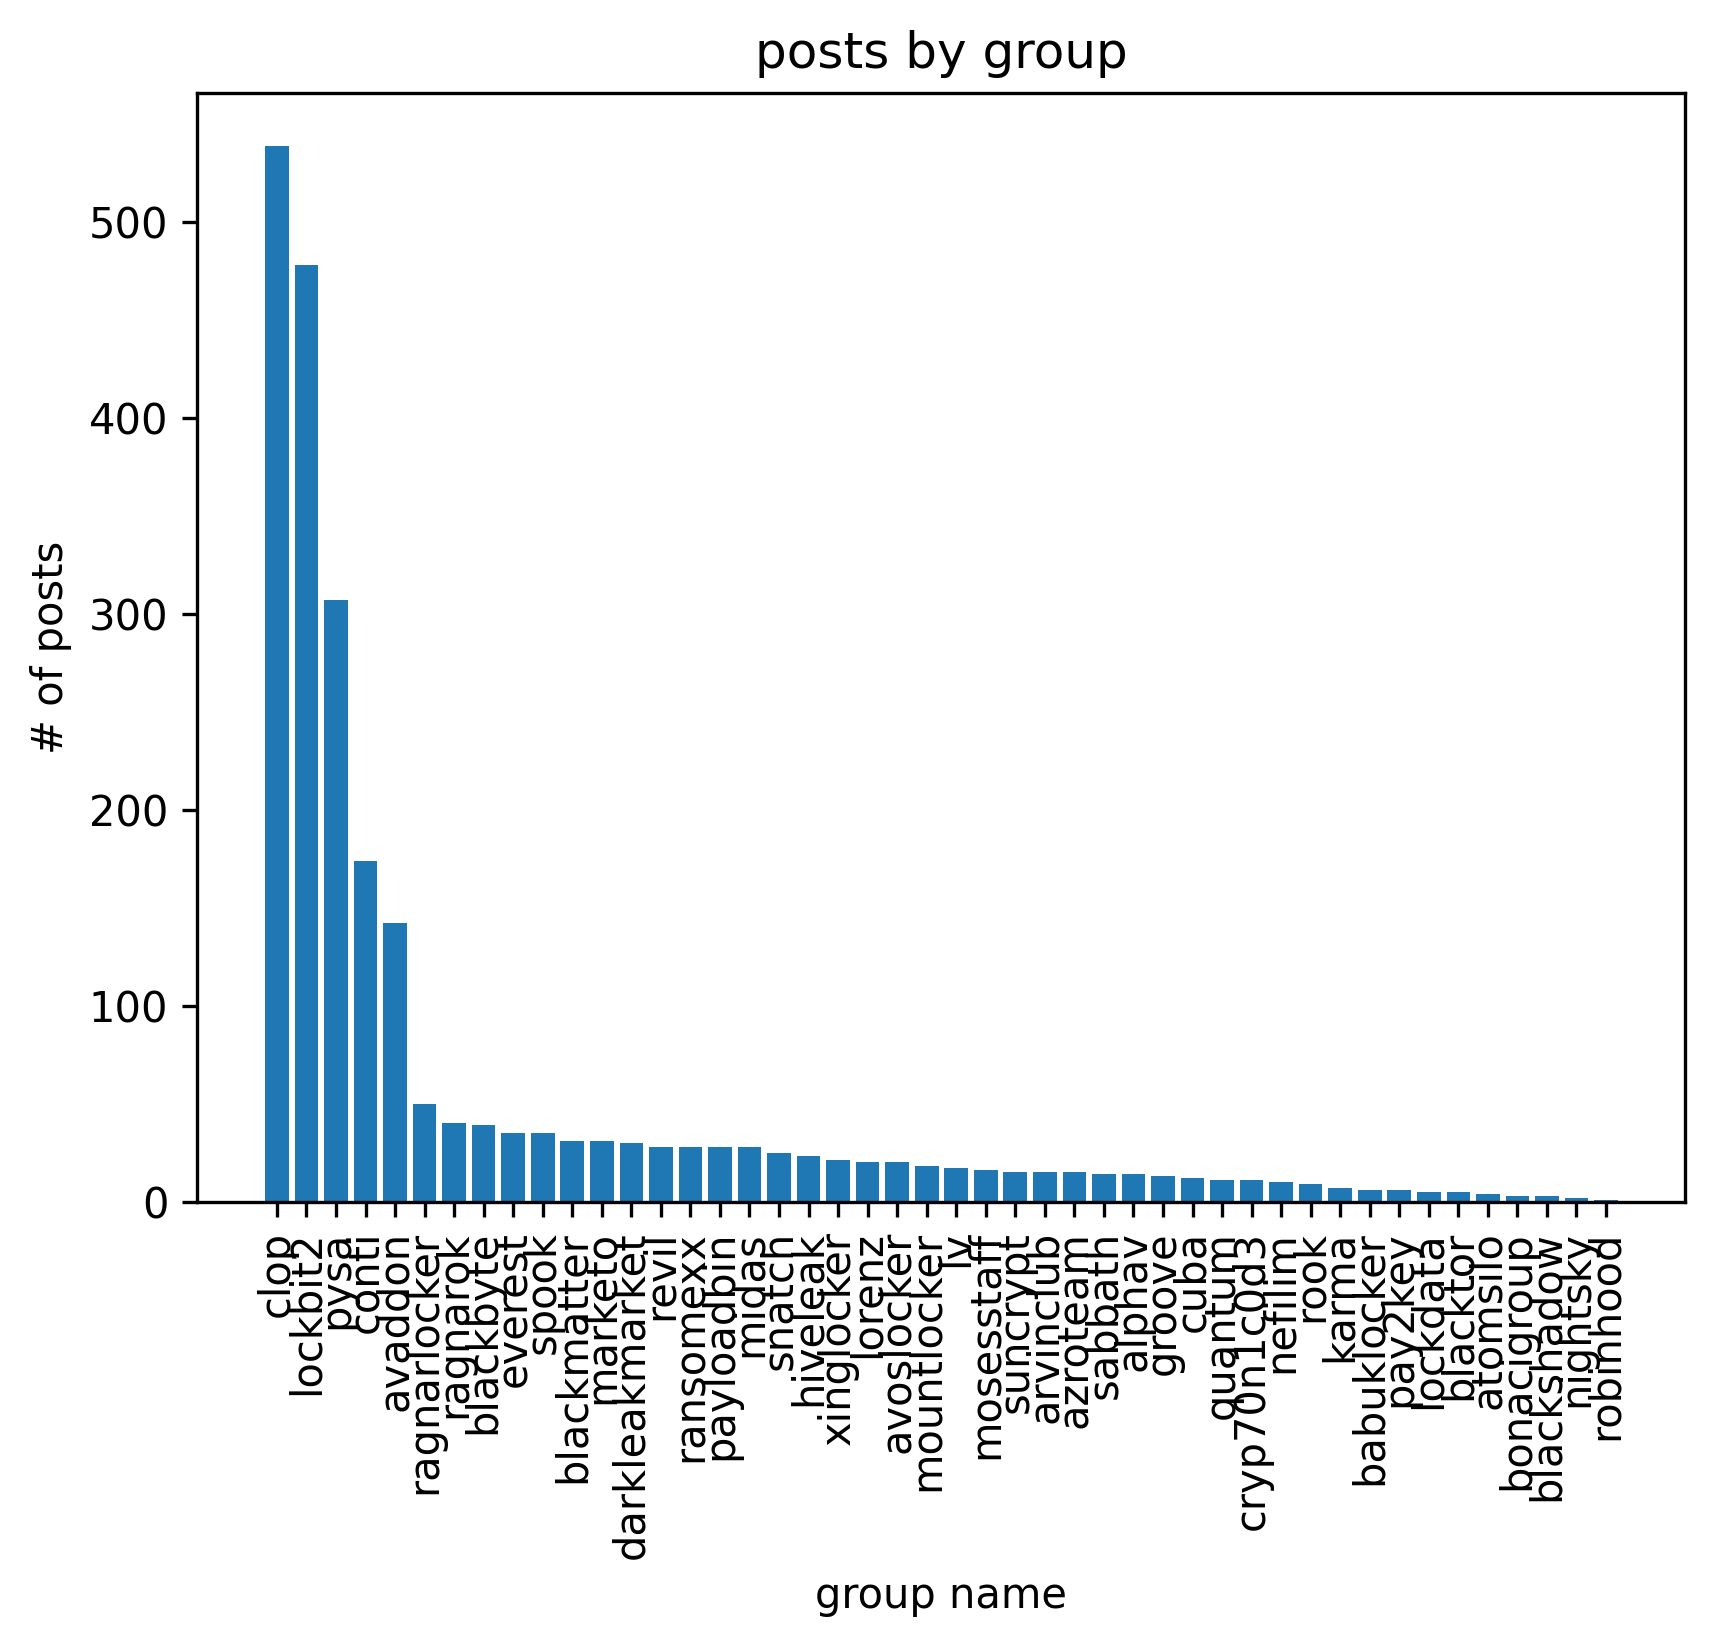 posts by group
# of posts
500
400
300
200
100
0
clop
lockbit2
pysa
conti
avaddon
ragnarlocker
ragnarok
blackbyte
everest
spook
blackmatter
marketo
darkleakmarket
revil
ransomexx
payloadbin
midas
snatch
hiveleak
xinglocker
lorenz
avoslocker
mountlocker
lv
mosesstaff
suncrypt
arvinclub
azroteam
sabbath
alphav
groove
cuba
quantum
cryp70n1c0d3
nefilim
rook
karma
babuklocker
pay2key
lockdata
blacktor
atomsilo
bonacigroup
blackshadow
nightsky
robinhood
group name